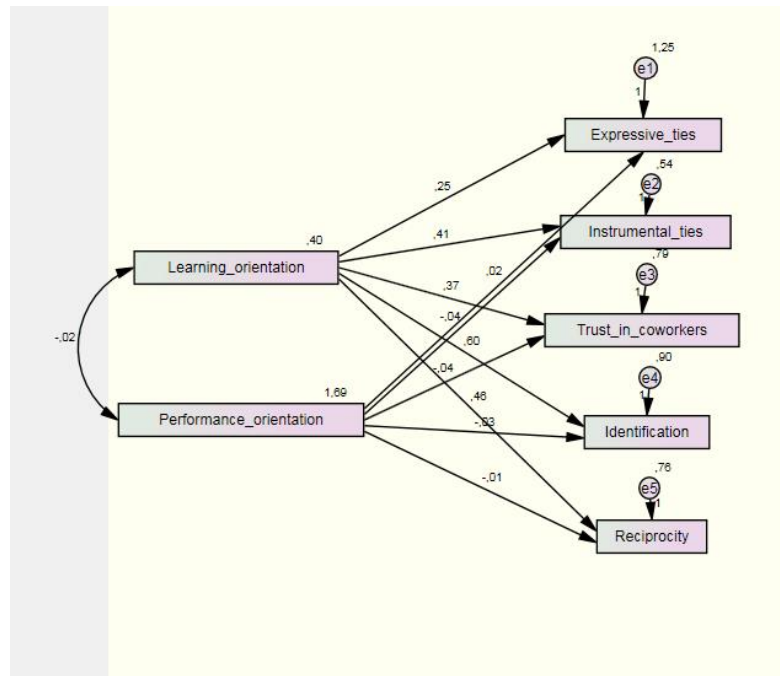 1,25
e1
1
Expressive_ties
,54
,25
e2
1
,40
,41
Instrumental_ties
,79
Learning_orientation
,02
e3
,37
1
-,04
Trust_in_coworkers
-,02
,60
,90
-,04
e4
1,69
,46
1
Performance_orientation
-,03
Identification
,76
-,01
e5
1
Reciprocity